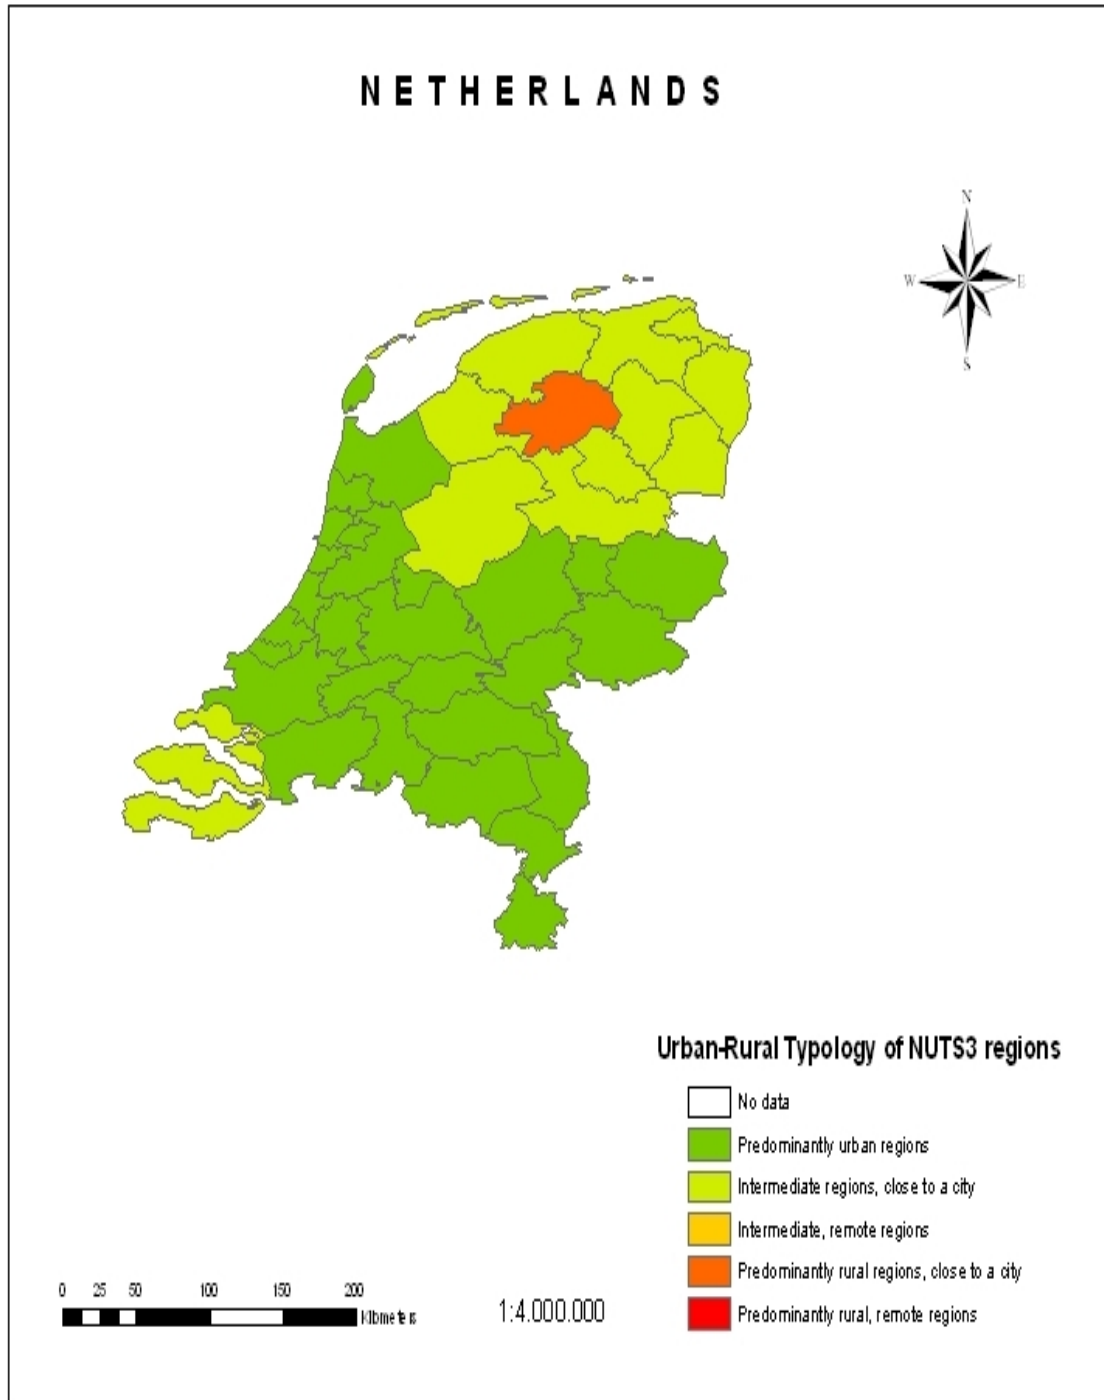 N E T H E R L A N D S
N
W
E
S
Urban-Rural Typology of NUTS3 regions
No data
Predominantly urban regions
Intermediate regions, close to a city
Intermediate, remote regions
Predominantly rural regions, close to a city
Predominantly rural, remote regions
0 25 50 100 150 200
Kilometers
1:4.000.000